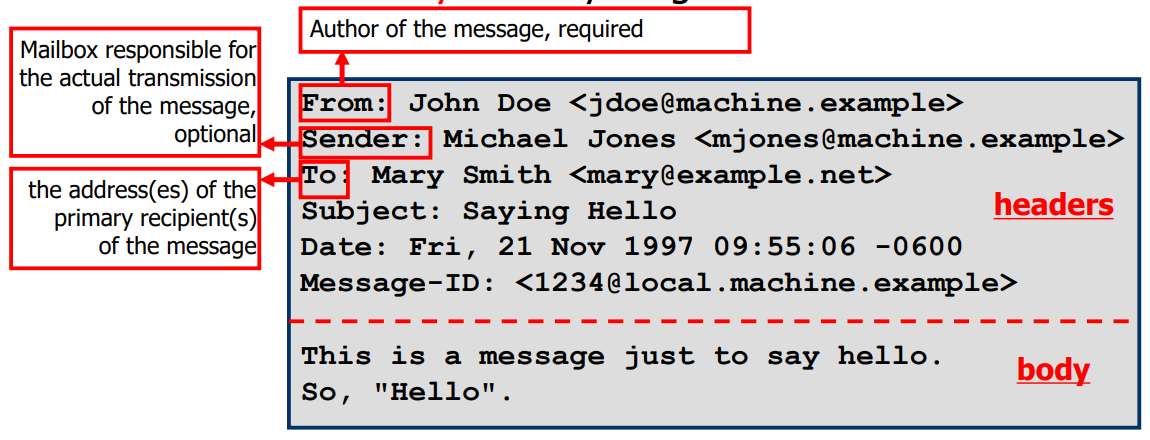 Author of the message, required
Mailbox responsible for
the actual transmission
of the message,
optional
the address(es) of the
primary recipient(s)
of the message
From: John Doe <jdoe@machine.example>
Sender: Michael Jones <mjones@machine.example>
To: Mary Smith <mary@example.net>
Subject: Saying Hello
Date: Fri, 21 Nov 1997 09:55:06 -0600
Message-ID: <1234@local.machine.example>
headers
This is a message just to say hello.
So, "Hello".
body